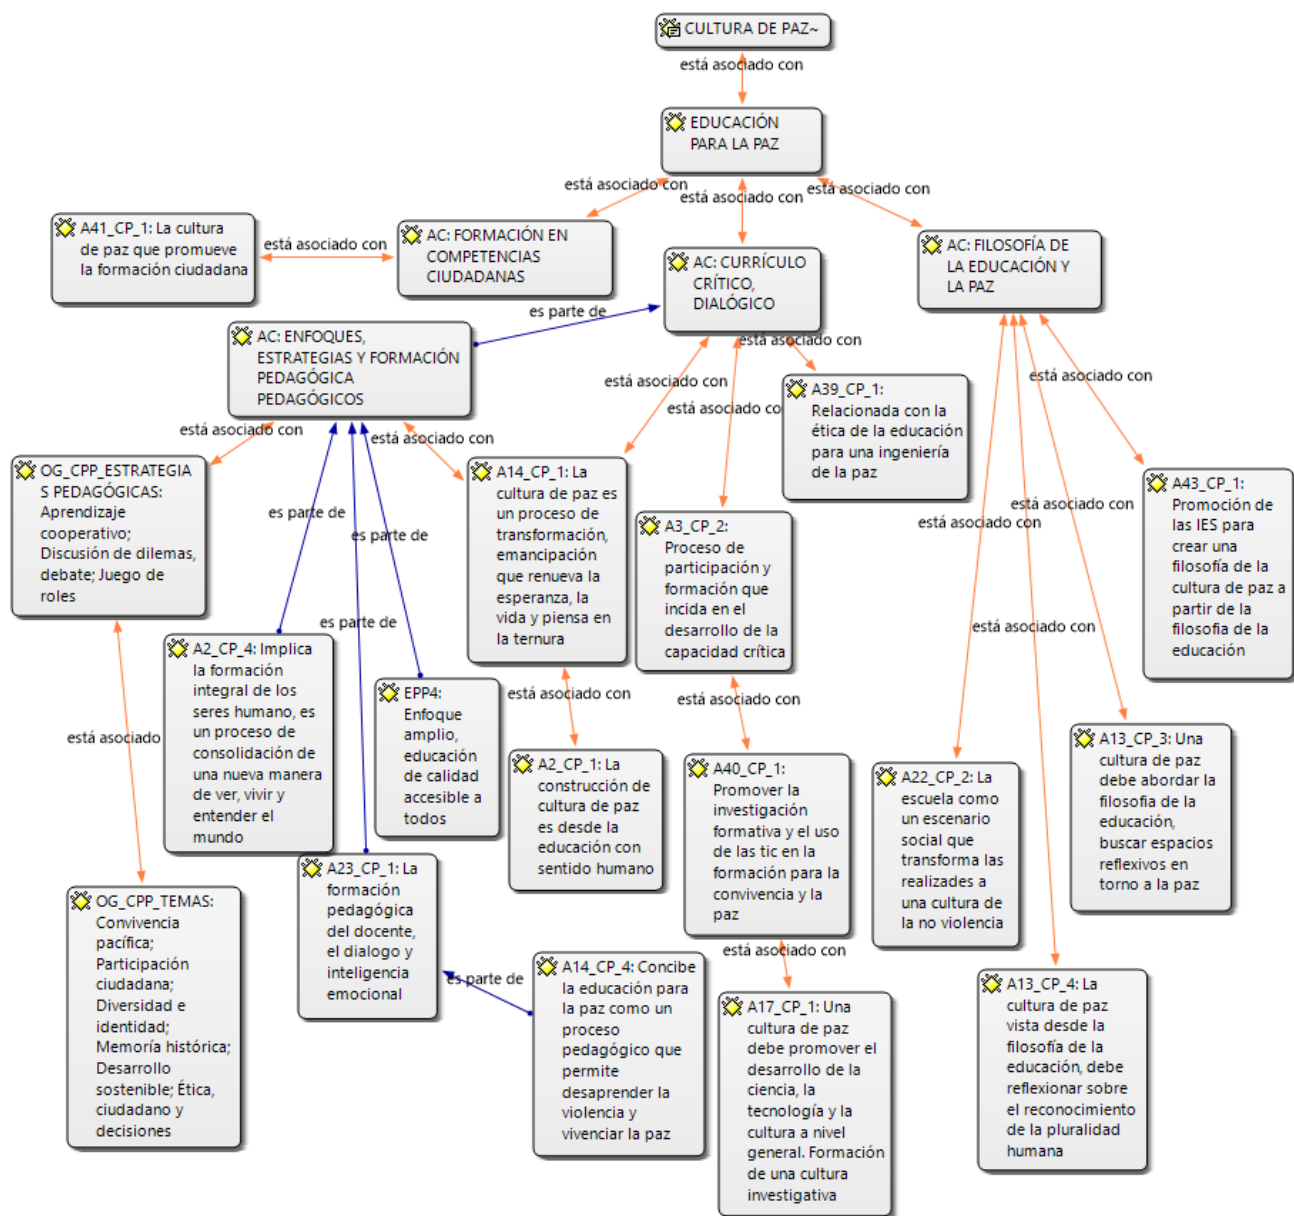 CULTURA DE PAZ~
está asociado con
EDUCACIÓN
PARA LA PAZ
está asociado con
está asociado con
está asociado con
A41_CP_1: La cultura
de paz que promueve
la formación ciudadana
está asociado con
AC: FORMACIÓN EN
COMPETENCIAS
CIUDADANAS
AC: CURRÍCULO
CRÍTICO,
DIALÓGICO
AC: FILOSOFÍA DE
LA EDUCACIÓN Y
LA PAZ
es parte de
AC: ENFOQUES,
ESTRATEGIAS Y FORMACIÓN
PEDAGÓGICA
PEDAGÓGICOS
está asociado con
está asociado con
está asociado con
A39_CP_1:
Relacionada con la
ética de la educación
para una ingeniería
de la paz
está asociado con
está asociado con
OG_CPP_ESTRATEGIA
S PEDAGÓGICAS:
Aprendizaje
cooperativo;
Discusión de dilemas,
debate; Juego de
roles
es parte de
es parte de
es parte de
A14_CP_1: La
cultura de paz es
un proceso de
transformación,
emancipación
que renueva la
esperanza, la
vida y piensa en
la ternura
A3_CP_2:
Proceso de
participación y
formación que
incida en el
desarrollo de la
capacidad crítica
está asociado con
está asociado con
está asociado con
A43_CP_1:
Promoción de
las IES para
crear una
filosofía de la
cultura de paz a
partir de la
filosofia de la
educación
está asociado
A2_CP_4: Implica
la formación
integral de los
seres humano, es
un proceso de
consolidación de
una nueva manera
de ver, vivir y
entender el
mundo
EPP4:
Enfoque
amplio,
educación
de calidad
accesible a
todos
está asociado con
está asociado con
A2_CP_1: La
construcción de
cultura de paz
es desde la
educación con
sentido humano
A40_CP_1:
Promover la
investigación
formativa y el uso
de las tic en la
formación para la
convivencia y la
paz
A22_CP_2: La
escuela como
un escenario
social que
transforma las
realizades a
una cultura de
la no violencia
A13_CP_3: Una
cultura de paz
debe abordar la
filosofia de la
educación,
buscar espacios
reflexivos en
torno a la paz
A23_CP_1: La
formación
pedagógica
del docente,
el dialogo y
inteligencia
emocional
OG_CPP_TEMAS:
Convivencia
pacífica;
Participación
ciudadana;
Diversidad e
identidad;
Memoría histórica;
Desarrollo
sostenible; Ética,
ciudadano y
decisiones
es parte de
A14_CP_4: Concibe
la educación para
la paz como un
proceso
pedagógico que
permite
desaprender la
violencia y
vivenciar la paz
está asociado con
A17_CP_1: Una
cultura de paz
debe promover el
desarrollo de la
ciencia, la
tecnología y la
cultura a nivel
general. Formación
de una cultura
investigativa
A13_CP_4: La
cultura de paz
vista desde la
filosofía de la
educación, debe
reflexionar sobre
el reconocimiento
de la pluralidad
humana